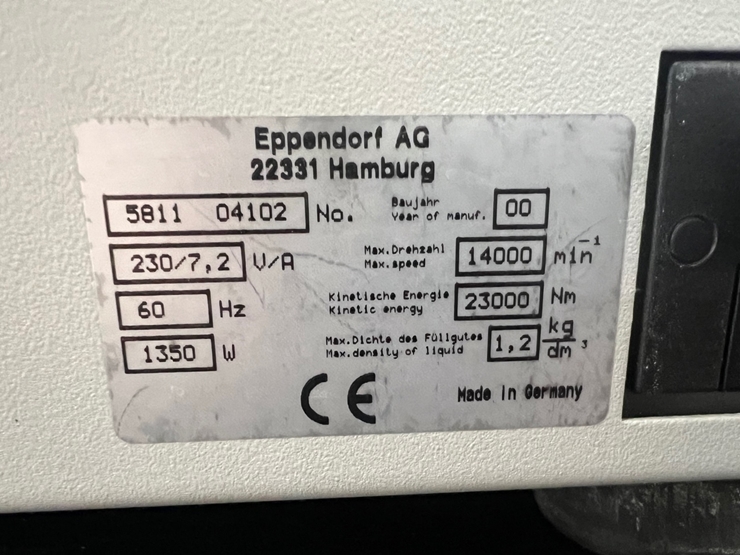 Eppendorf AG
22331 Hamburg
5811 04102 No.
Baujahr
Year of manuf. 00
230/7,2 V/A
Max.Drehzahl
Max.speed 14000 min⁻¹
60 Hz
Kinetische Energie
Kinetic energy 23000 Nm
1350 W
Max.Dichte des Füllgutes
Max.density of liquid 1,2 kg/dm³
CE
Made in Germany